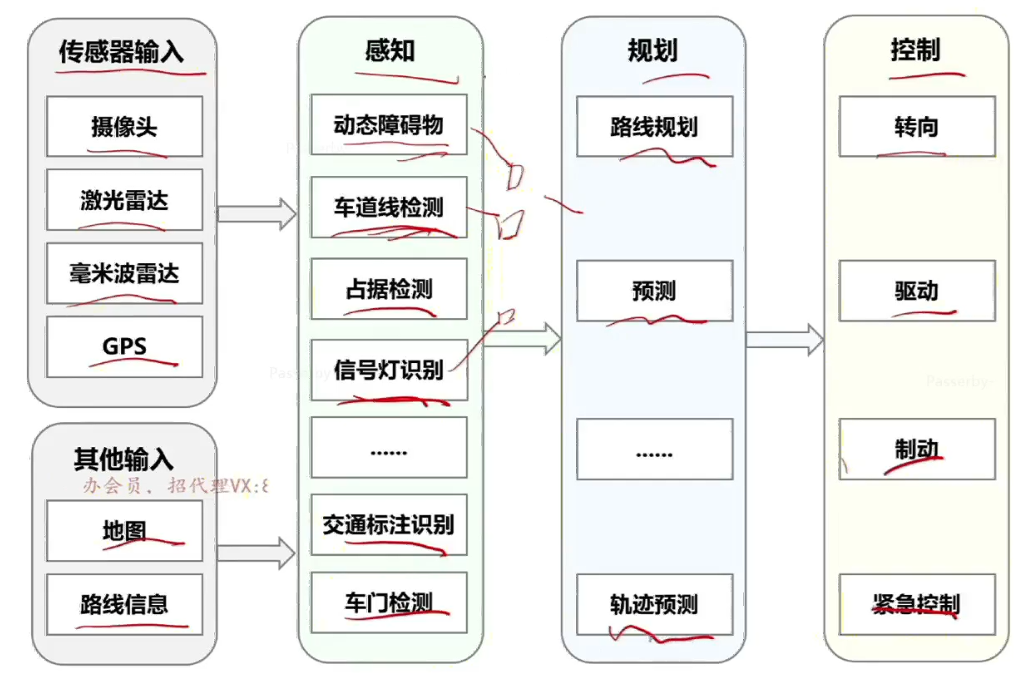 传感器输入
摄像头
激光雷达
毫米波雷达
GPS
其他输入
办会员，招代理VX:8
地图
路线信息
感知
动态障碍物
车道线检测
占据检测
信号灯识别
......
交通标注识别
车门检测
规划
路线规划
预测
......
轨迹预测
控制
转向
驱动
制动
紧急控制
Passerby